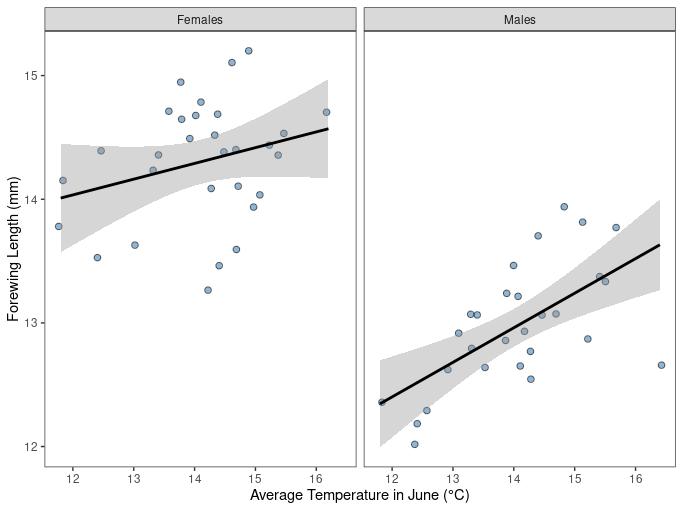 Females Males
15
14
13
12
Forewing Length (mm)
12 13 14 15 16 12 13 14 15 16
Average Temperature in June (°C)